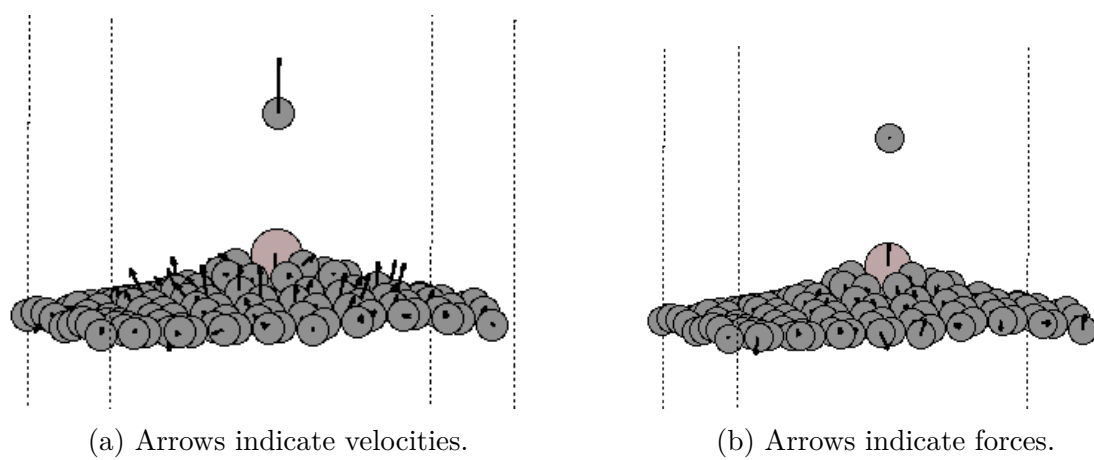 (a) Arrows indicate velocities.
(b) Arrows indicate forces.